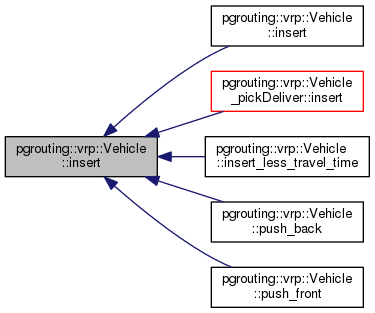 pgrouting::vrp::Vehicle
::insert
pgrouting::vrp::Vehicle
::insert
pgrouting::vrp::Vehicle
_pickDeliver::insert
pgrouting::vrp::Vehicle
::insert_less_travel_time
pgrouting::vrp::Vehicle
::push_back
pgrouting::vrp::Vehicle
::push_front